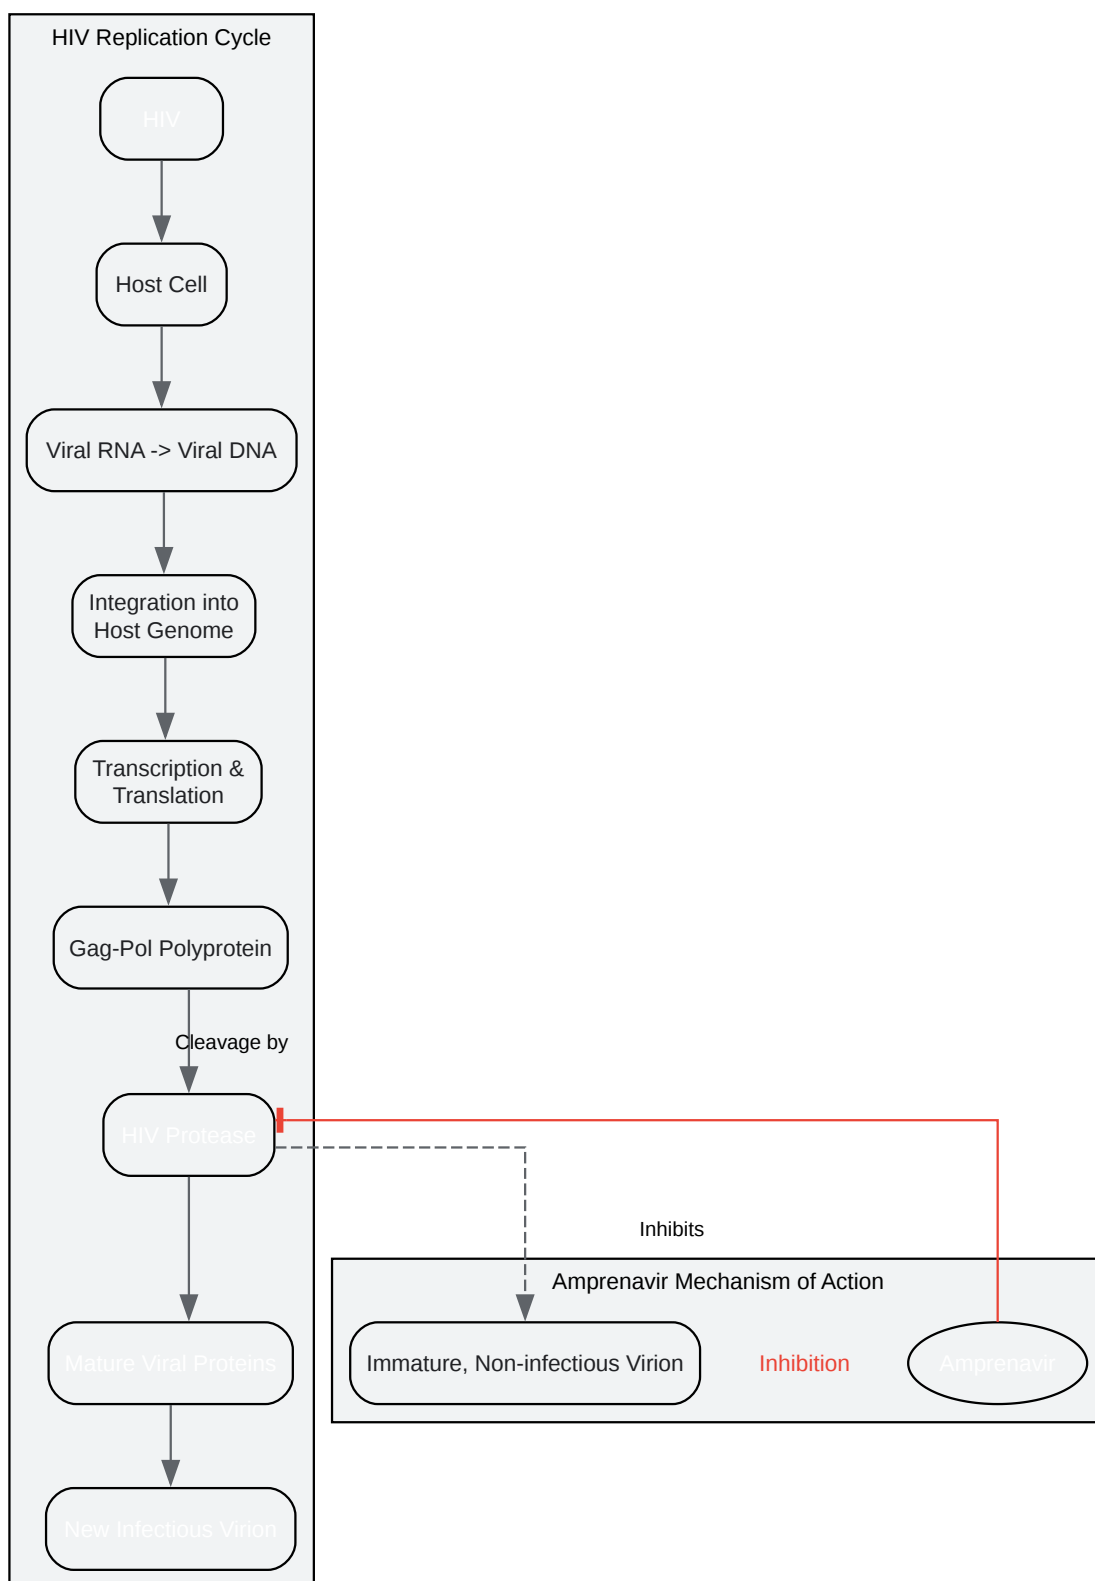 HIV Replication Cycle
HIV
Host Cell
Viral RNA -> Viral DNA
Integration into
Host Genome
Transcription &
Translation
Gag-Pol Polyprotein
Cleavage by
HIV Protease
Inhibits
Amprenavir Mechanism of Action
Mature Viral Proteins
Immature, Non-infectious Virion
Inhibition
Amprenavir
New Infectious Virion